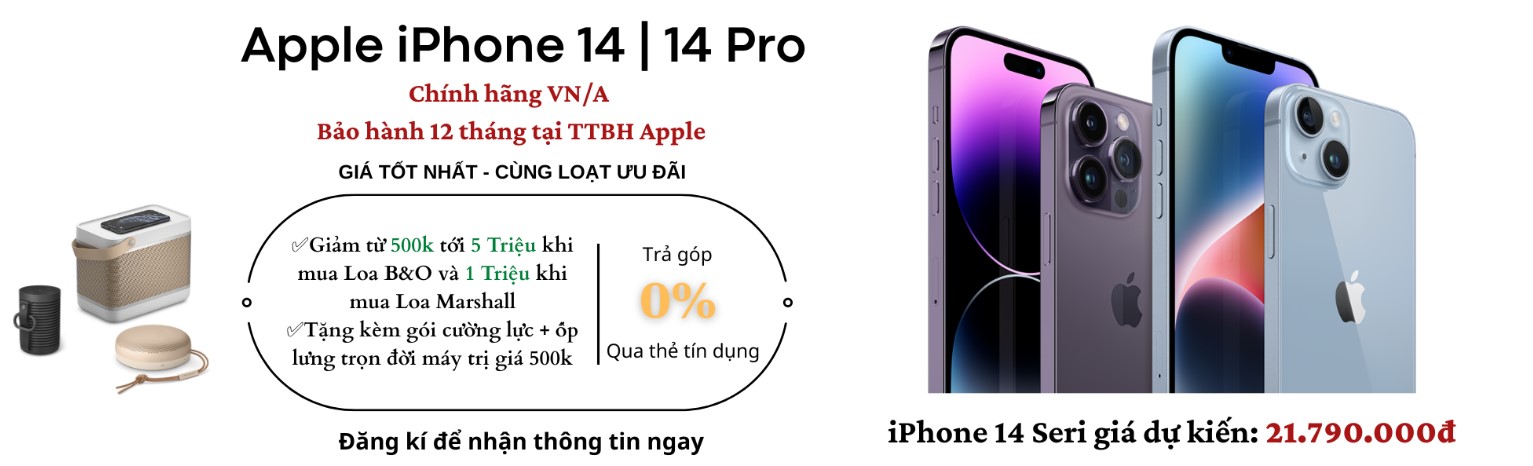 Apple iPhone 14 | 14 Pro
Chính hãng VN/A
Bảo hành 12 tháng tại TTBH Apple
GIÁ TỐT NHẤT - CÙNG LOẠT ƯU ĐÃI
✅Giảm từ 500k tới 5 Triệu khi
mua Loa B&O và 1 Triệu khi
mua Loa Marshall
✅Tặng kèm gói cường lực + ốp
lưng trọn đời máy trị giá 500k
Trả góp
0%
Qua thẻ tín dụng
Đăng kí để nhận thông tin ngay
iPhone 14 Seri giá dự kiến: 21.790.000đ